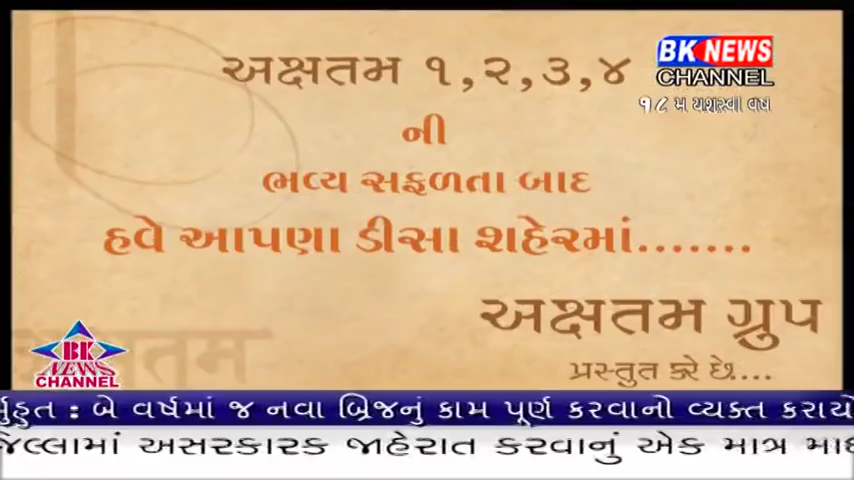 અક્ષતમ ૧,૨,૩,૪
BK NEWS
CHANNEL
૧૮ મ યશસ્વી વર્ષ
ની
ભવ્ય સફળતા બાદ
હવે આપણા ડીસા શહેરમાં.......
અક્ષતમ ગ્રુપ
પ્રસ્તુત કરે છે....
BK
NEWS
CHANNEL
ર્મુહુત : બે વર્ષમાં જ નવા બ્રિજનું કામ પૂર્ણ કરવાનો વ્યક્ત કરાયો
જિલ્લામાં અસરકારક જાહેરાત કરવાનું એક માત્ર